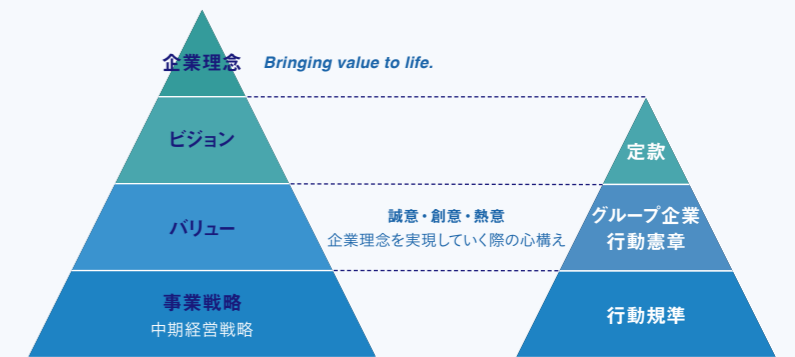 企業理念
Bringing value to life.
ビジョン
定款
バリュー
誠意・創意・熱意
企業理念を実現していく際の心構え
グループ企業
行動憲章
事業戦略
中期経営戦略
行動規準